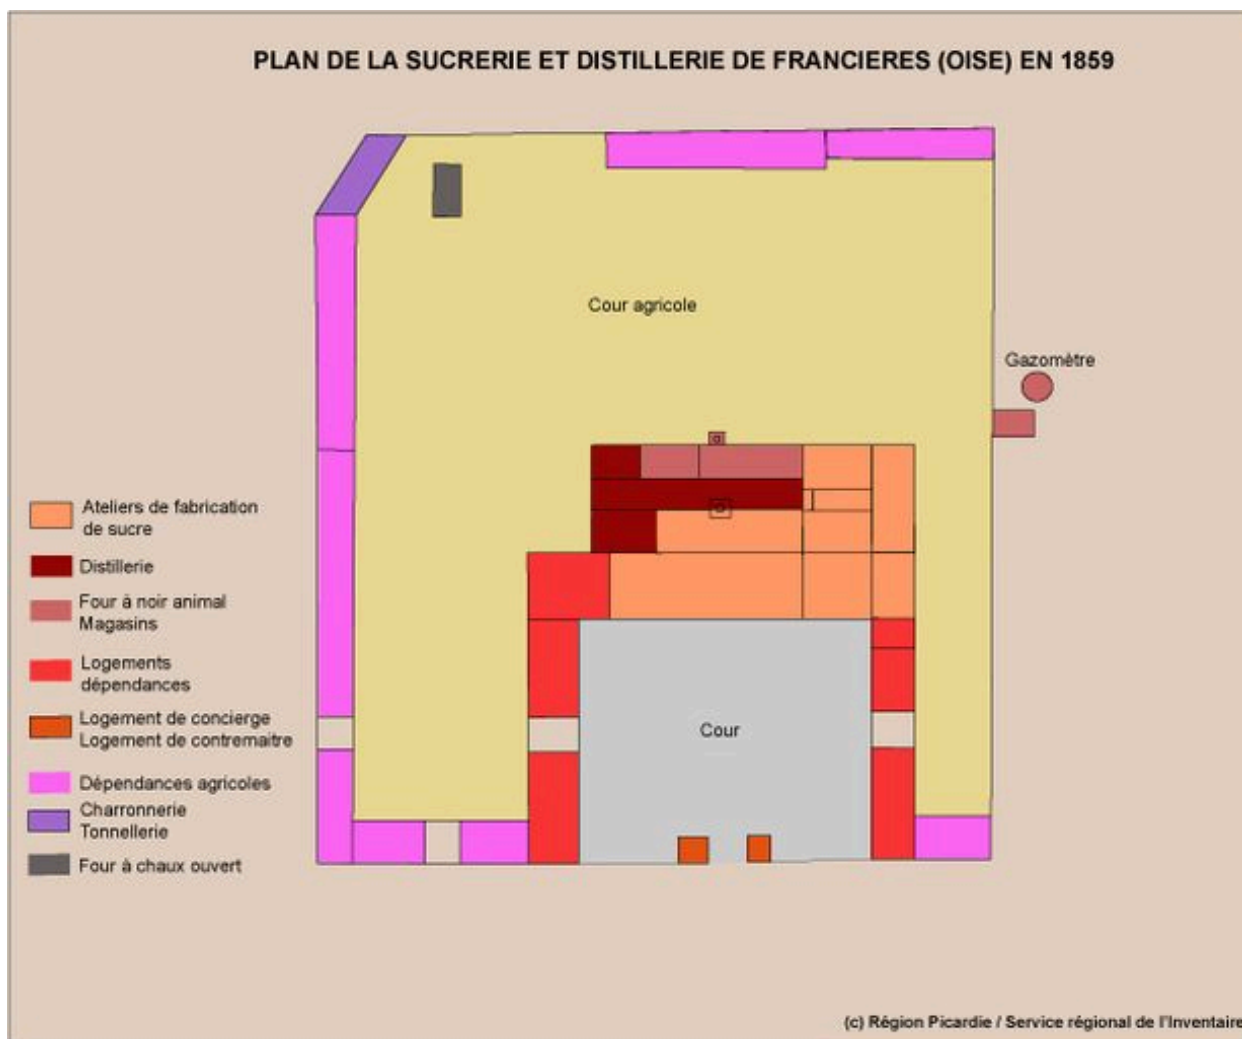 PLAN DE LA SUCRERIE ET DISTILLERIE DE FRANCIERES (OISE) EN 1859
Cour agricole
Gazomètre
Ateliers de fabrication
de sucre
Distillerie
Four à noir animal
Magasins
Logements
dépendances
Logement de concierge
Logement de contremaitre
Cour
Dépendances agricoles
Charronnerie
Tonnellerie
Four à chaux ouvert
(c) Région Picardie / Service régional de l'Inventaire